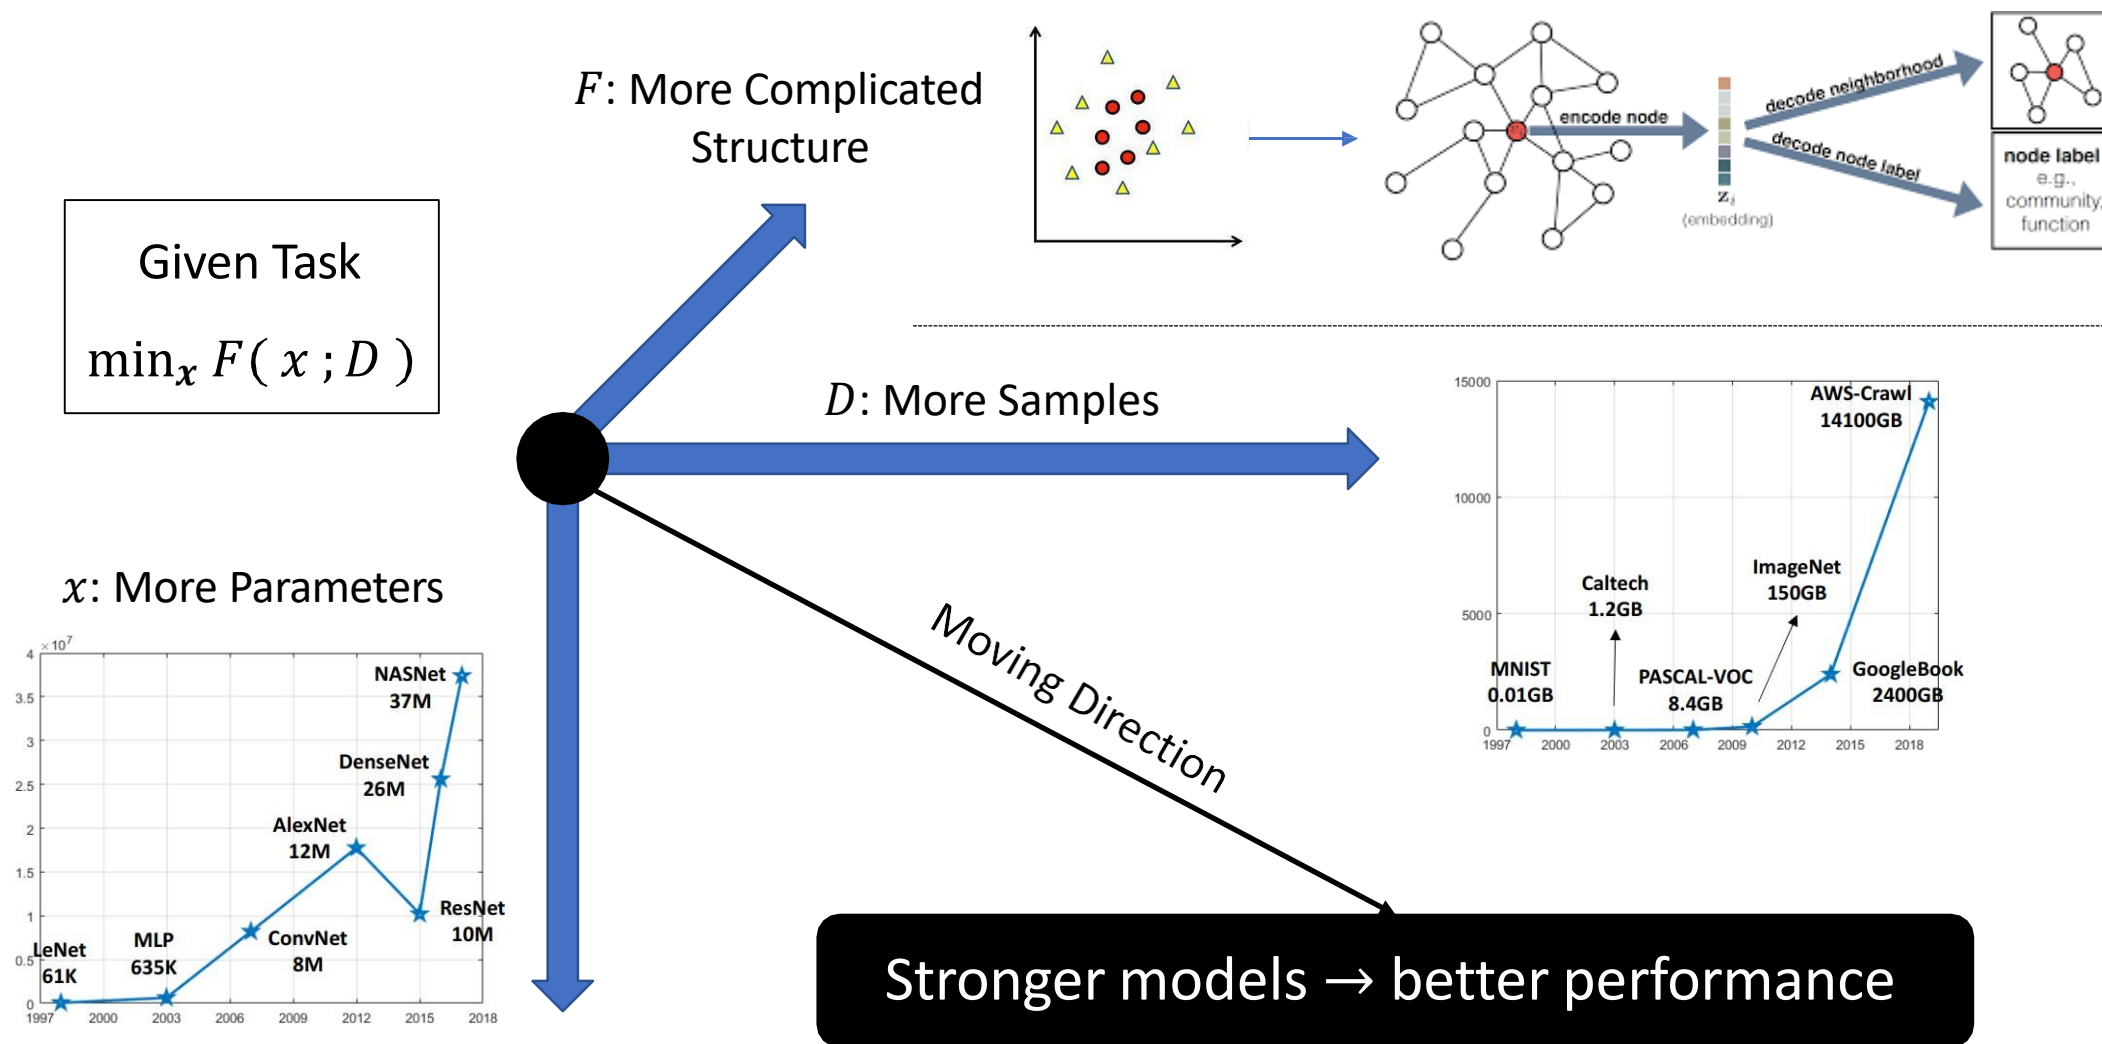 F: More Complicated
Structure
Given Task
minₓ F( x ; D )
encode node
z_i
(embedding)
decode neighborhood
decode node label
node label
e.g.,
community,
function
D: More Samples
15000
10000
5000
0
1997
2000
2003
2006
2009
2012
2015
2018
MNIST
0.01GB
Caltech
1.2GB
PASCAL-VOC
8.4GB
ImageNet
150GB
GoogleBook
2400GB
AWS-Crawl
14100GB
x: More Parameters
×10⁷
4
3.5
3
2.5
2
1.5
1
0.5
0
1997
2000
2003
2006
2009
2012
2015
2018
LeNet
61K
MLP
635K
ConvNet
8M
AlexNet
12M
ResNet
10M
DenseNet
26M
NASNet
37M
Moving Direction
Stronger models → better performance